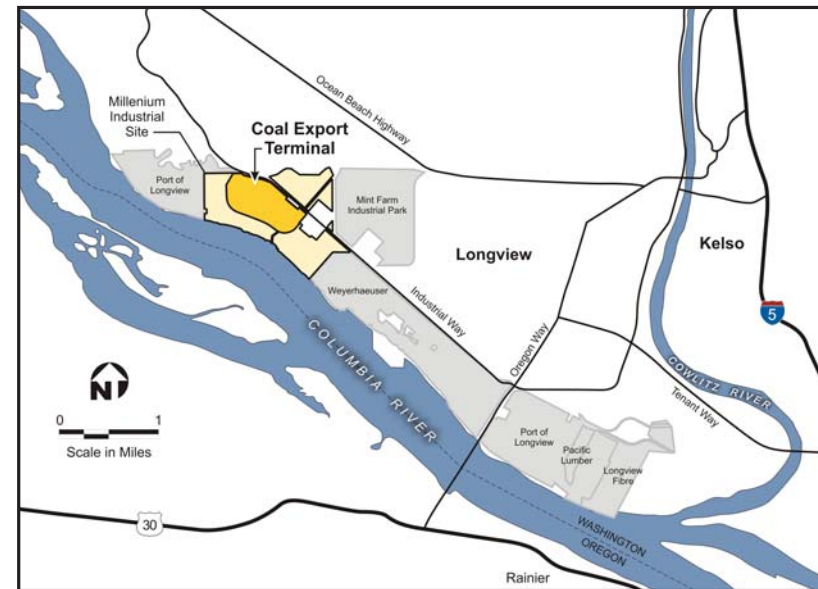 Millenium
Industrial
Site
Coal Export
Terminal
Ocean Beach Highway
Port of
Longview
Mint Farm
Industrial Park
Longview
Kelso
Weyerhaeuser
Industrial Way
Oregon Way
5
COLUMBIA RIVER
COWLITZ RIVER
Tenant Way
N
0 1
Scale in Miles
Port of
Longview
Pacific
Lumber
Longview
Fibre
30
WASHINGTON
OREGON
Rainier